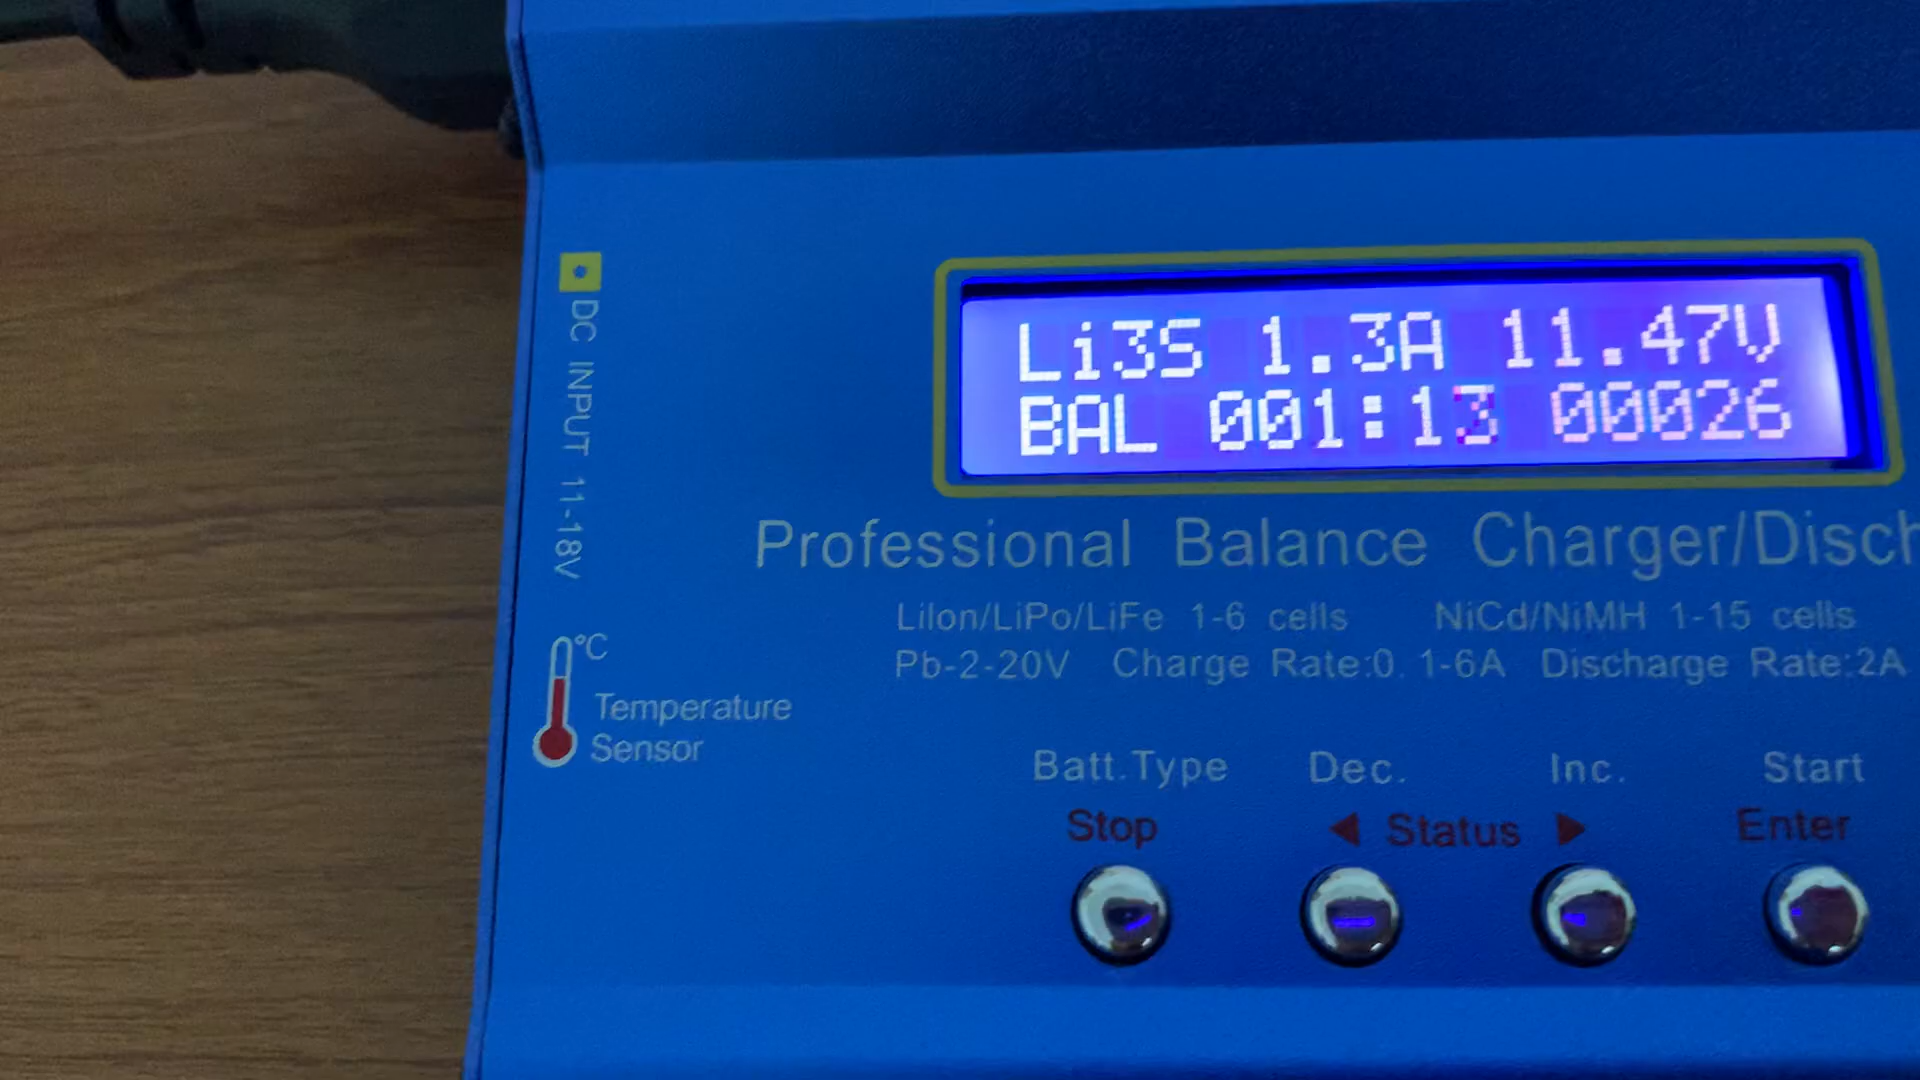 Li3S 1.3A 11.47V
BAL 001:13 00026
DC INPUT 11-18V
Professional Balance Charger/Disch
LiIon/LiPo/LiFe 1-6 cells NiCd/NiMH 1-15 cells
Pb-2-20V Charge Rate:0. 1-6A Discharge Rate:2A
°C
Temperature
Sensor
Batt.Type Dec. Inc. Start
Stop ◀ Status ▶ Enter